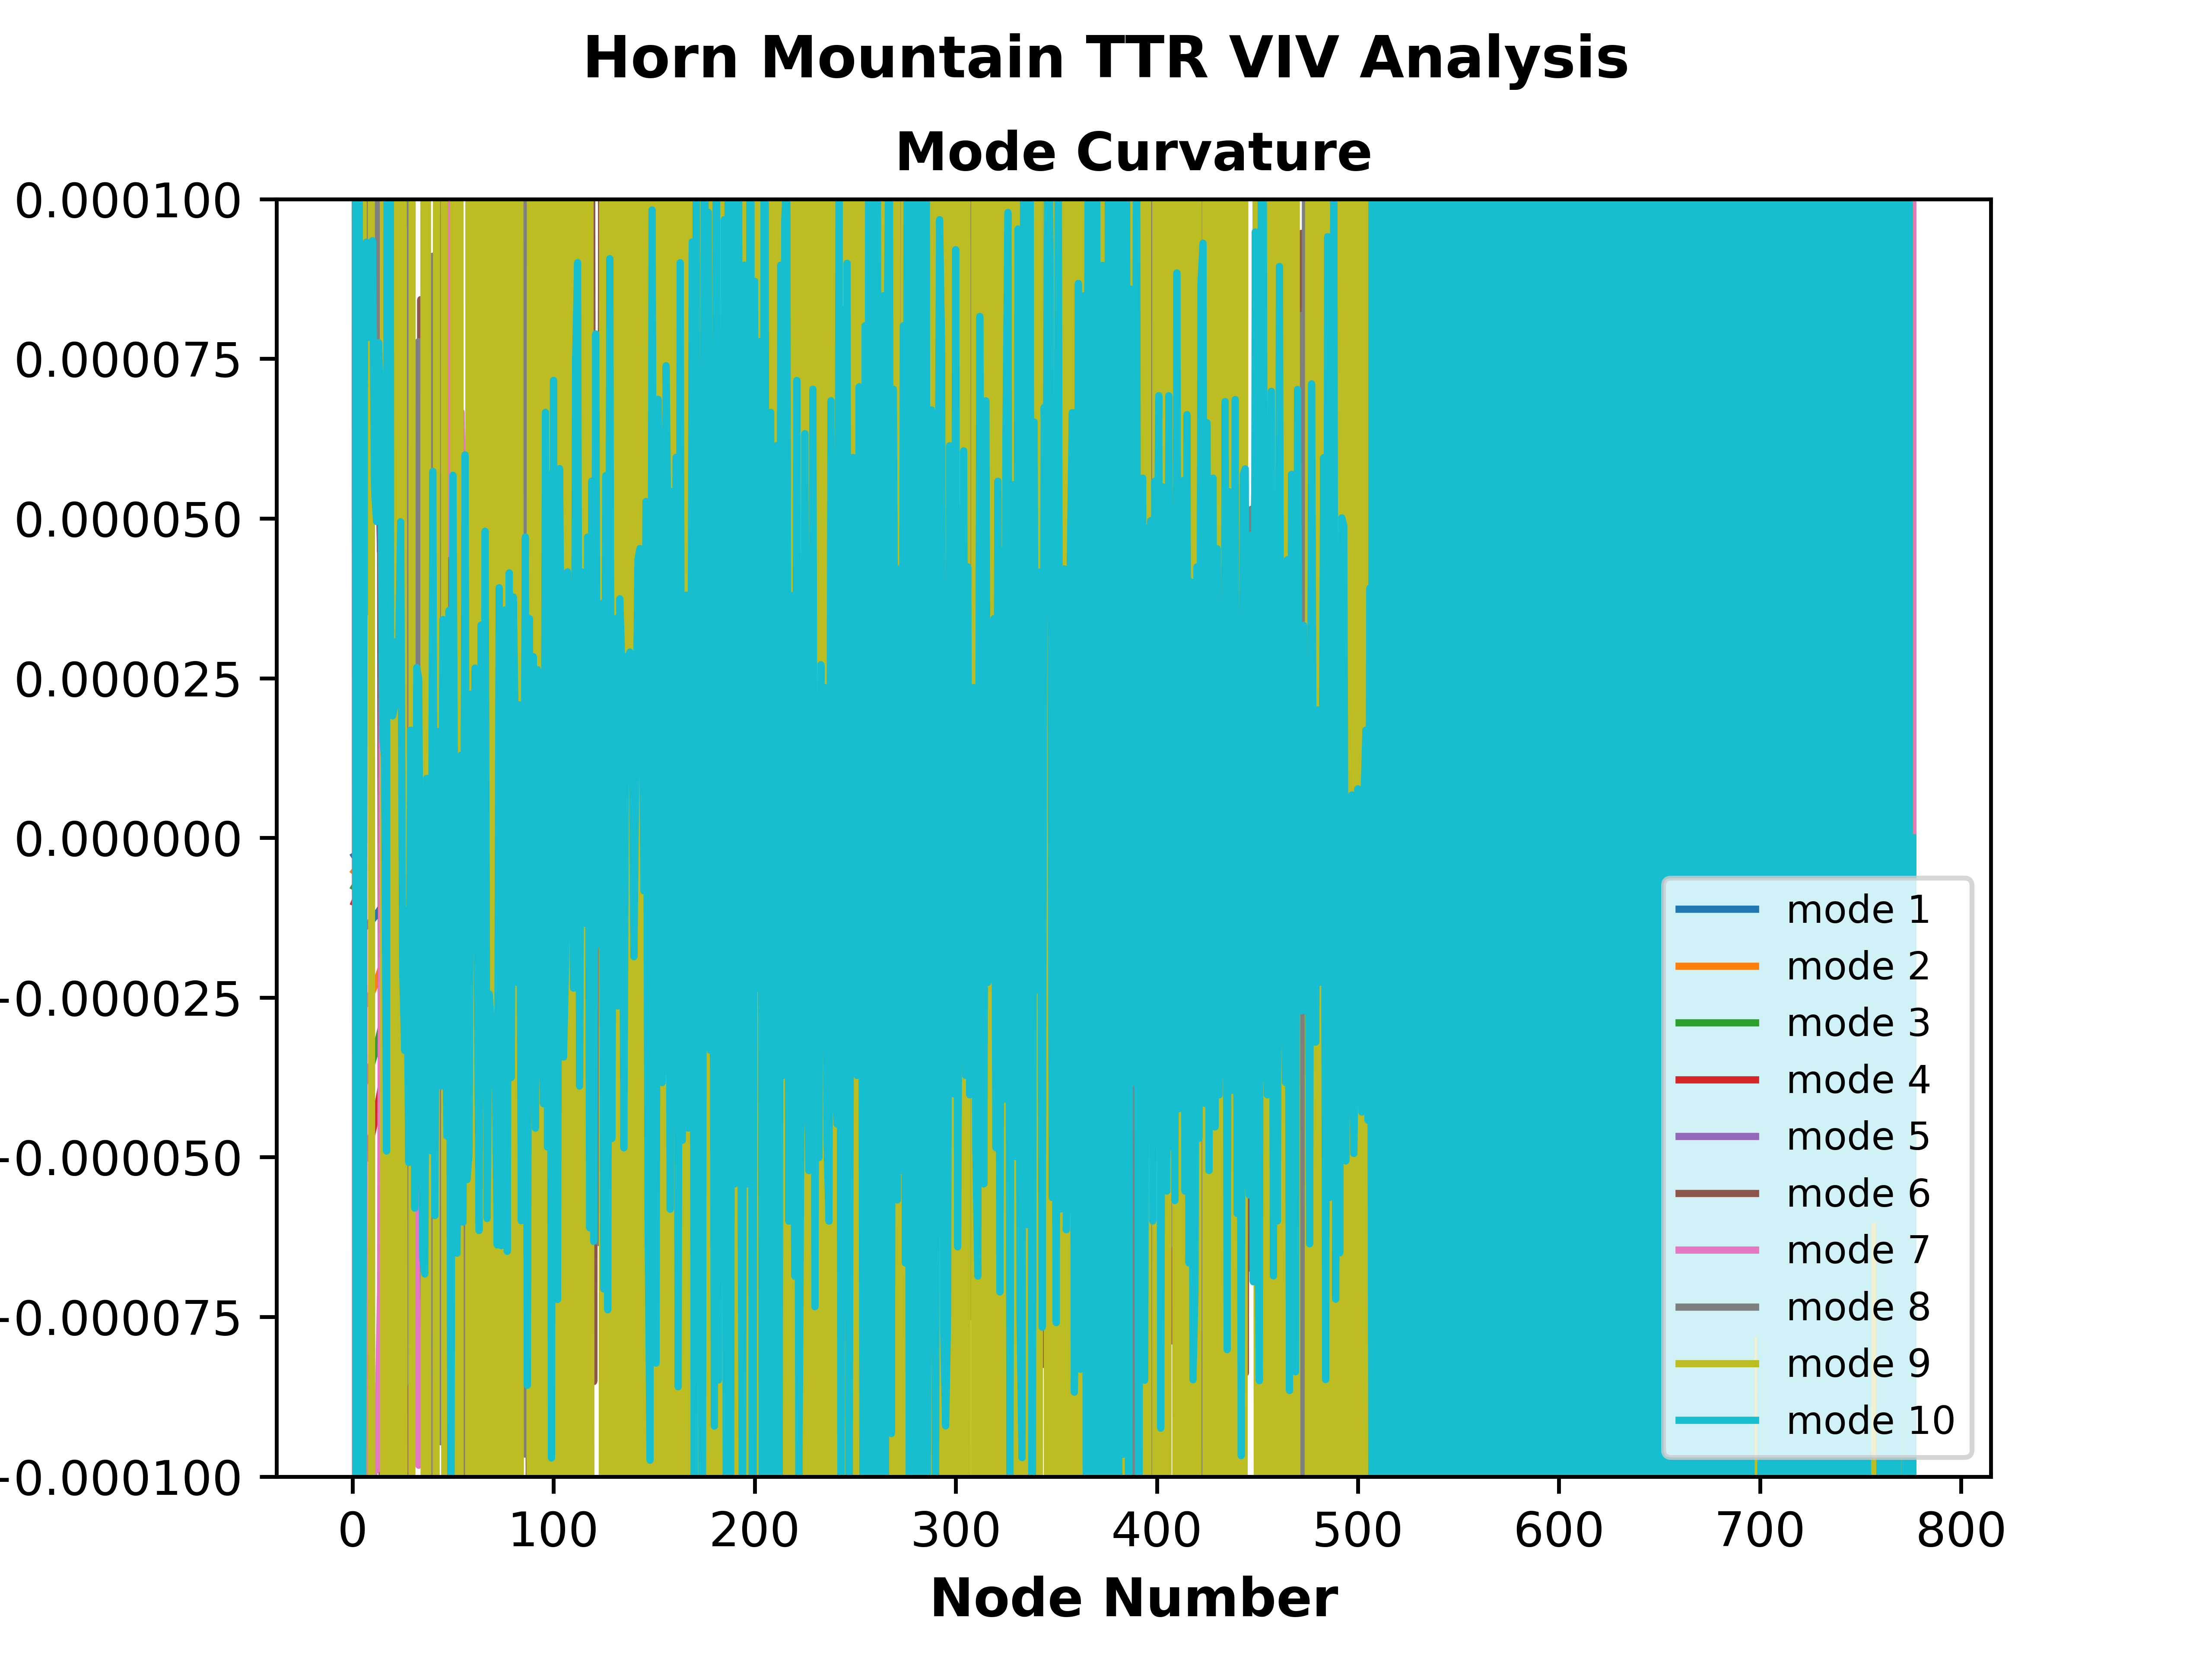 Horn Mountain TTR VIV Analysis
Mode Curvature
0.000100
0.000075
0.000050
0.000025
0.000000
-0.000025
-0.000050
-0.000075
-0.000100
0 100 200 300 400 500 600 700 800
Node Number
mode 1
mode 2
mode 3
mode 4
mode 5
mode 6
mode 7
mode 8
mode 9
mode 10